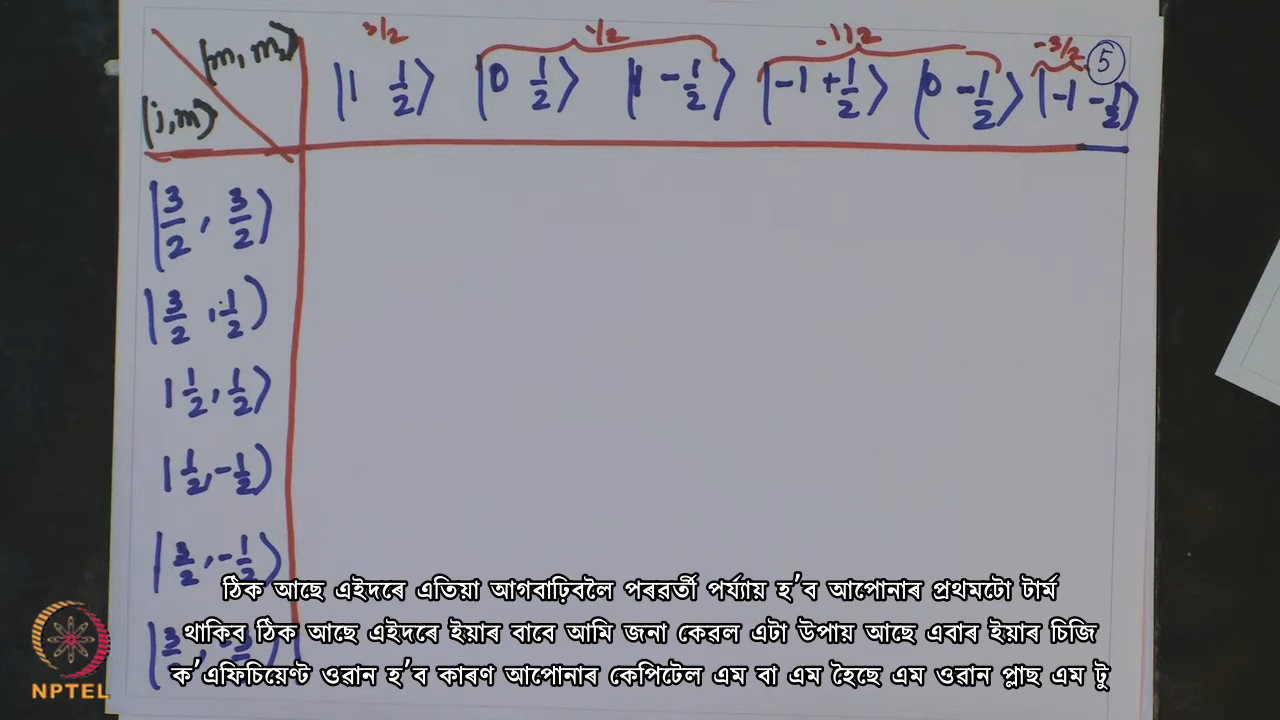 3/2 1/2 -1/2 -3/2 5
|m₁ m₂⟩ |1 1/2⟩ |0 1/2⟩ |1 -1/2⟩ |-1 +1/2⟩ |0 -1/2⟩ |-1 -1/2⟩
|j,m⟩
|3/2, 3/2⟩
|3/2, 1/2⟩
|1/2, 1/2⟩
|1/2, -1/2⟩
|3/2, -1/2⟩
ঠিক আছে এইদৰে এতিয়া আগবাঢ়িবলৈ পৰৱৰ্তী পৰ্য্যায় হ'ব আপোনাৰ প্ৰথমটো টাৰ্ম
থাকিব ঠিক আছে এইদৰে ইয়াৰ বাবে আমি জনা কেৱল এটা উপায় আছে এবাৰ ইয়াৰ চিজি
ক'এফিচিয়েণ্ট ওৱান হ'ব কাৰণ আপোনাৰ কেপিটেল এম বা এম হৈছে এম ওৱান প্লাছ এম টু
NPTEL